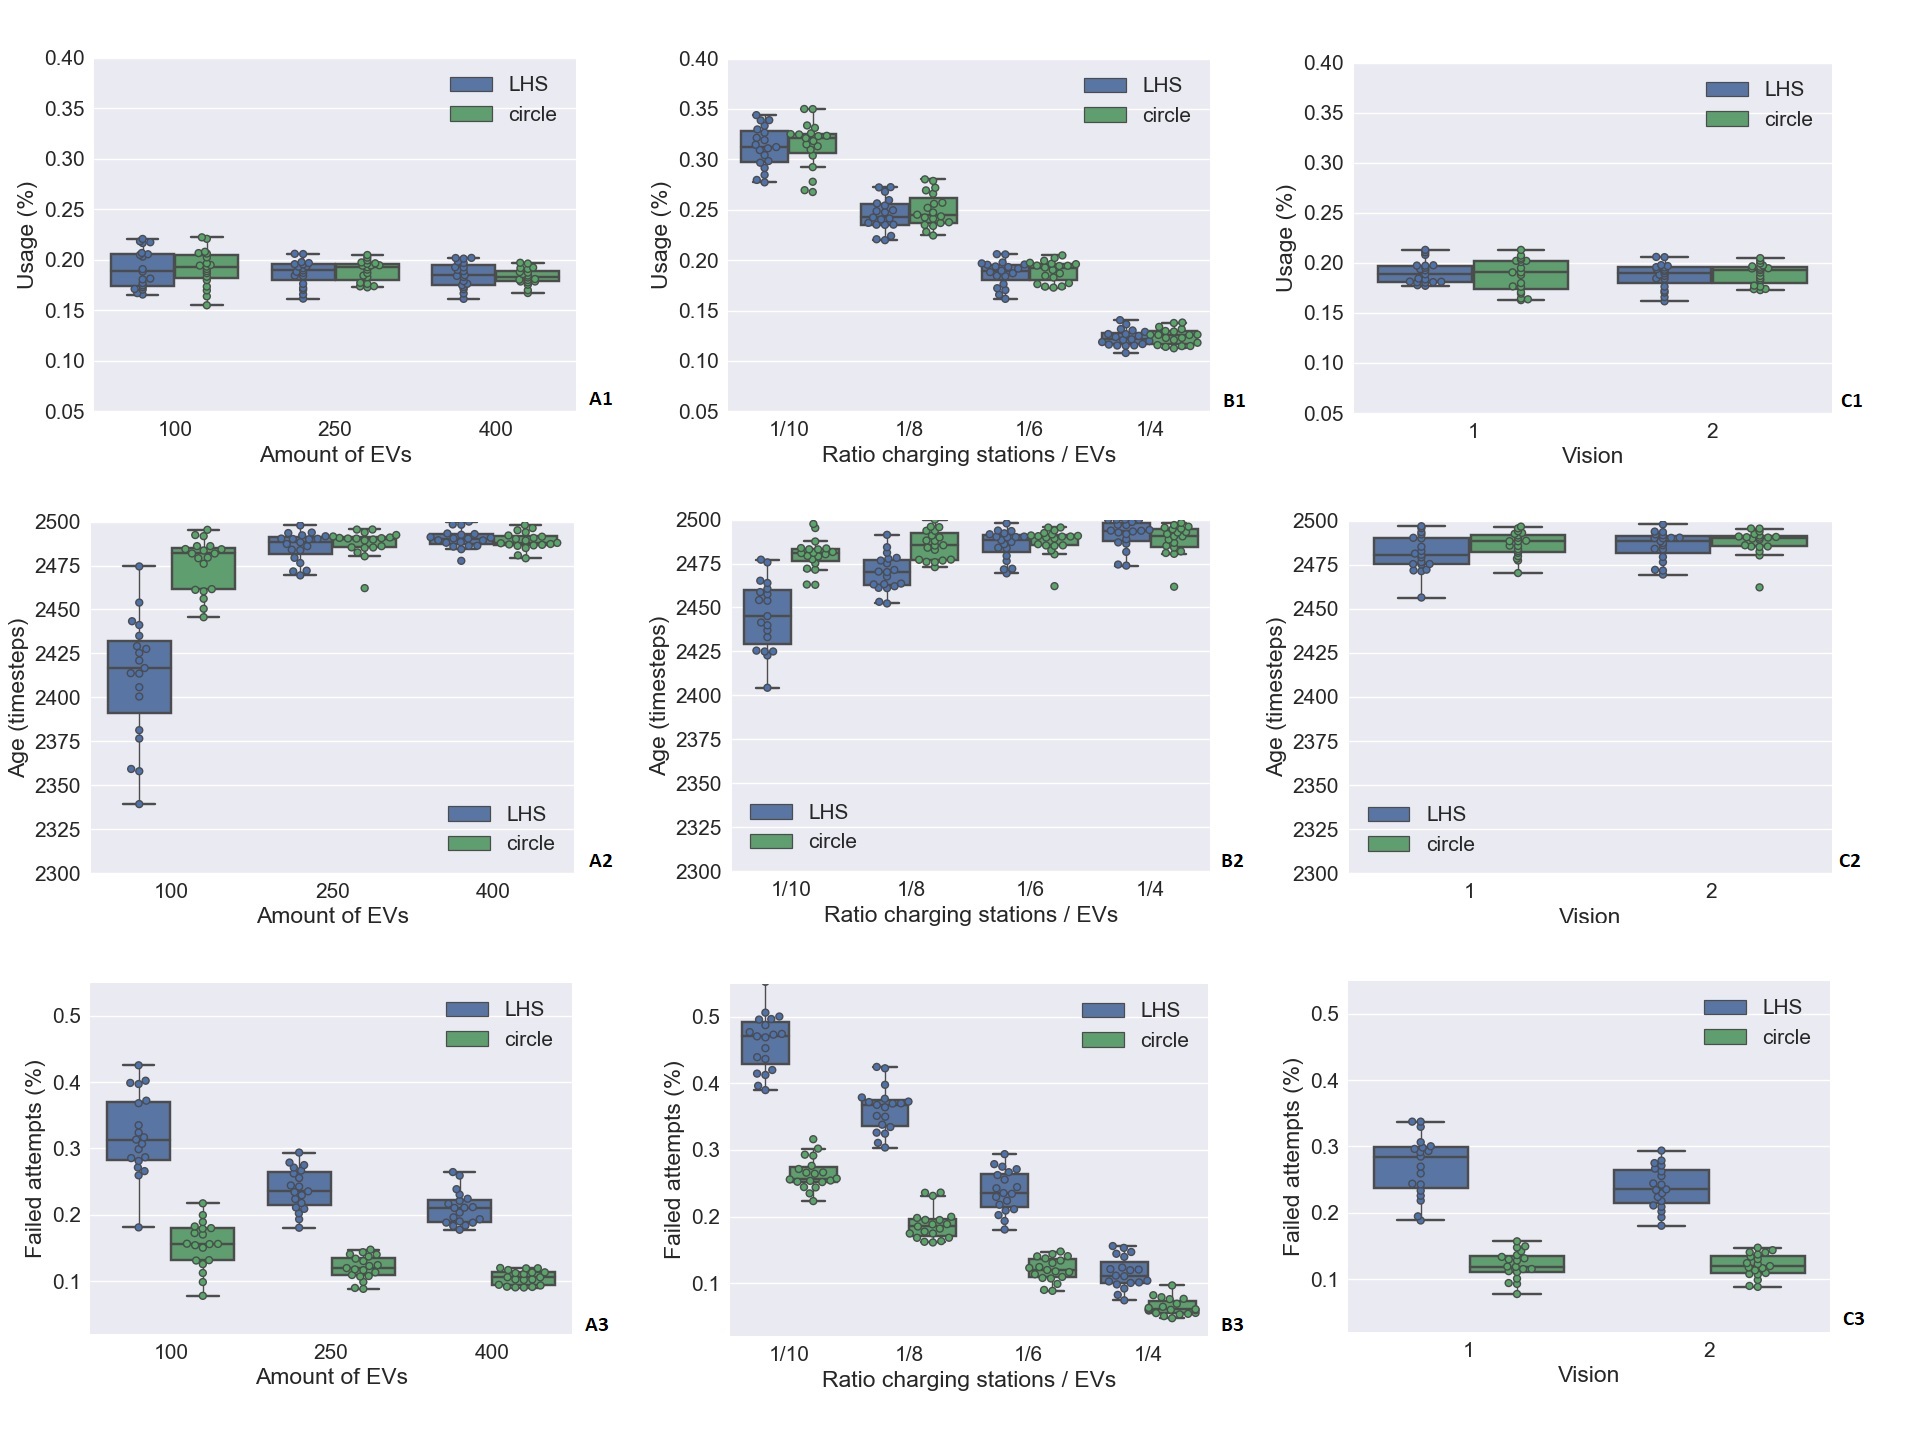 0.40
0.35
0.30
0.25
0.20
0.15
0.10
0.05
Usage (%)
LHS
circle
100 250 400
Amount of EVs
A1
0.40
0.35
0.30
0.25
0.20
0.15
0.10
0.05
Usage (%)
LHS
circle
1/10 1/8 1/6 1/4
Ratio charging stations / EVs
B1
0.40
0.35
0.30
0.25
0.20
0.15
0.10
0.05
Usage (%)
LHS
circle
1 2
Vision
C1
2500
2475
2450
2425
2400
2375
2350
2325
2300
Age (timesteps)
LHS
circle
100 250 400
Amount of EVs
A2
2500
2475
2450
2425
2400
2375
2350
2325
2300
Age (timesteps)
LHS
circle
1/10 1/8 1/6 1/4
Ratio charging stations / EVs
B2
2500
2475
2450
2425
2400
2375
2350
2325
2300
Age (timesteps)
LHS
circle
1 2
Vision
C2
0.5
0.4
0.3
0.2
0.1
Failed attempts (%)
LHS
circle
100 250 400
Amount of EVs
A3
0.5
0.4
0.3
0.2
0.1
Failed attempts (%)
LHS
circle
1/10 1/8 1/6 1/4
Ratio charging stations / EVs
B3
0.5
0.4
0.3
0.2
0.1
Failed attempts (%)
LHS
circle
1 2
Vision
C3